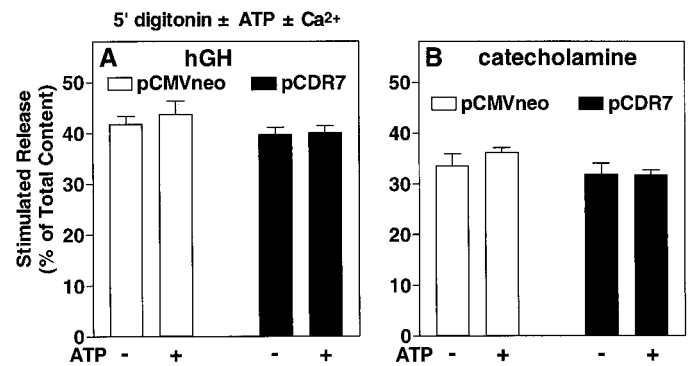 5' digitonin ± ATP ± Ca2+
A hGH
pCMVneo pCDR7
Stimulated Release
(% of Total Content)
50
40
30
20
10
0
ATP - + - +
B catecholamine
pCMVneo pCDR7
50
40
30
20
10
0
ATP - + - +